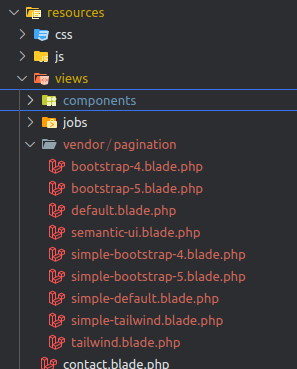 resources
css
js
views
components
jobs
vendor/pagination
bootstrap-4.blade.php
bootstrap-5.blade.php
default.blade.php
semantic-ui.blade.php
simple-bootstrap-4.blade.php
simple-bootstrap-5.blade.php
simple-default.blade.php
simple-tailwind.blade.php
tailwind.blade.php
contact.blade.php